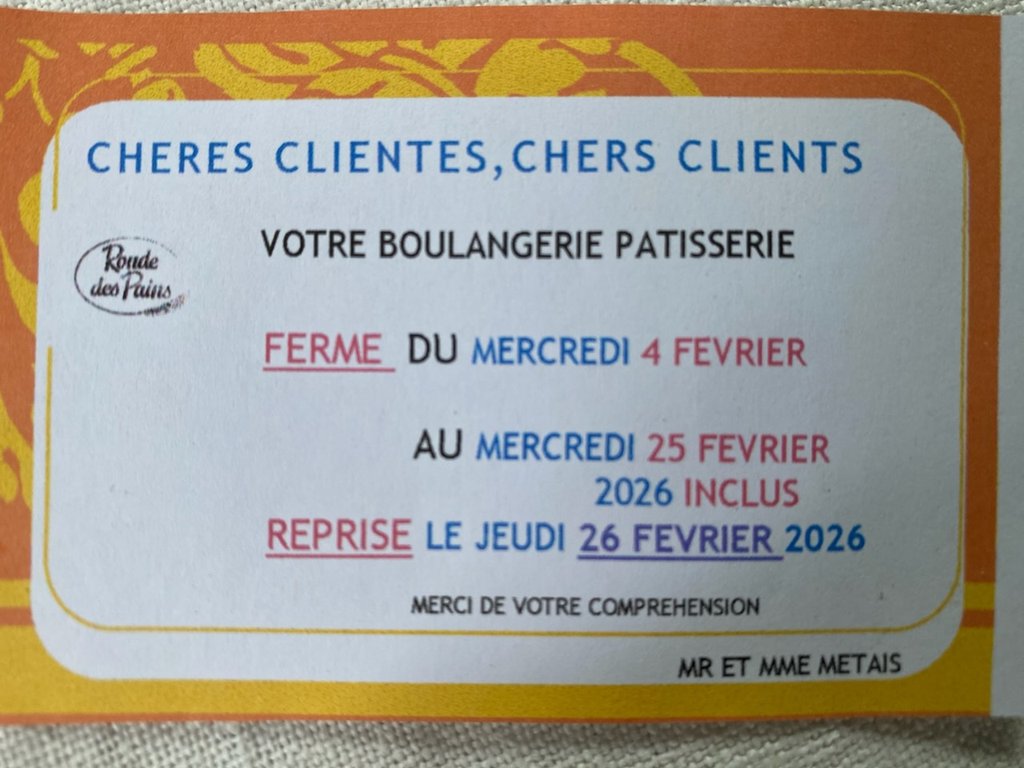 CHERES CLIENTES, CHERS CLIENTS
VOTRE BOULANGERIE PATISSERIE
Ronde
des Pains
FERME DU MERCREDI 4 FEVRIER
AU MERCREDI 25 FEVRIER
2026 INCLUS
REPRISE LE JEUDI 26 FEVRIER 2026
MERCI DE VOTRE COMPREHENSION
MR ET MME METAIS